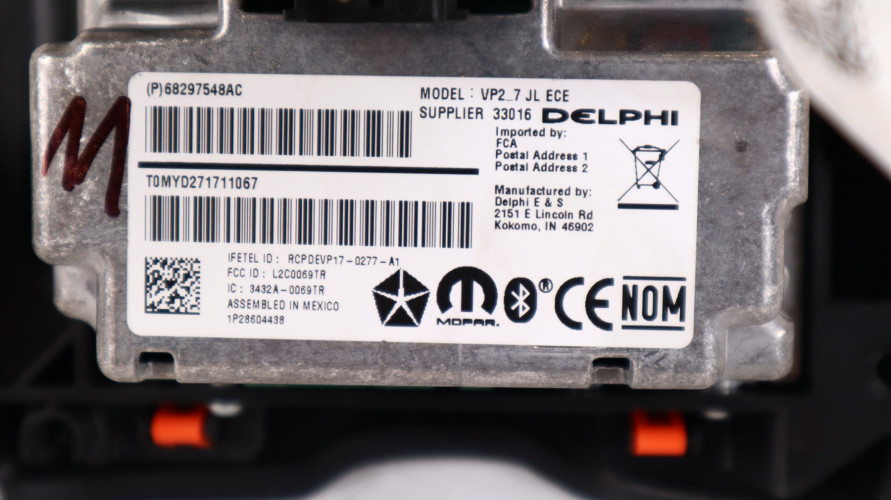 M
(P)68297548AC
MODEL : VP2_7 JL ECE
SUPPLIER 33016 DELPHI
Imported by:
FCA
Postal Address 1
Postal Address 2
T0MYD271711067
Manufactured by:
Delphi E & S
2151 E Lincoln Rd
Kokomo, IN 46902
IFETEL ID : RCPDEVP17-0277-A1
FCC ID : L2C0069TR
IC : 3432A-0069TR
ASSEMBLED IN MEXICO
1P28604438
MOPAR.
CE
NOM